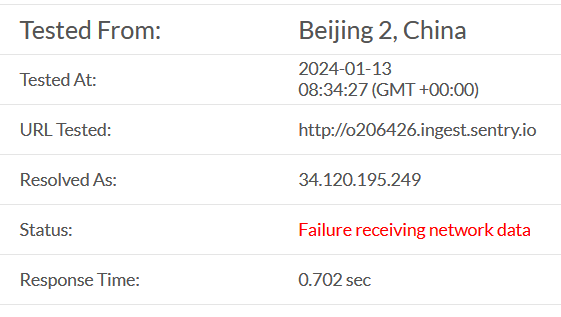 Tested From: Beijing 2, China
Tested At: 2024-01-13
08:34:27 (GMT +00:00)
URL Tested: http://o206426.ingest.sentry.io
Resolved As: 34.120.195.249
Status: Failure receiving network data
Response Time: 0.702 sec